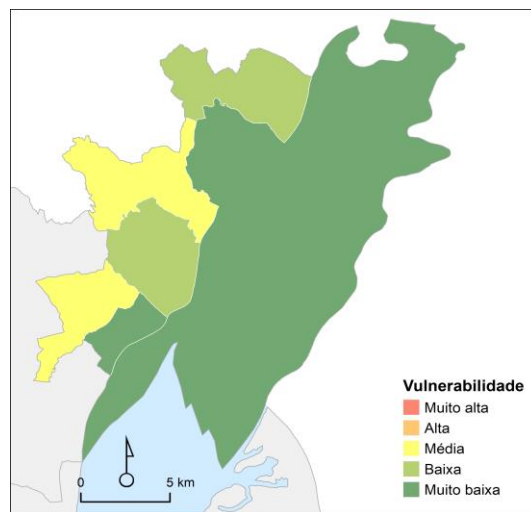 Vulnerabilidade
Muito alta
Alta
Média
Baixa
Muito baixa
0 5 km